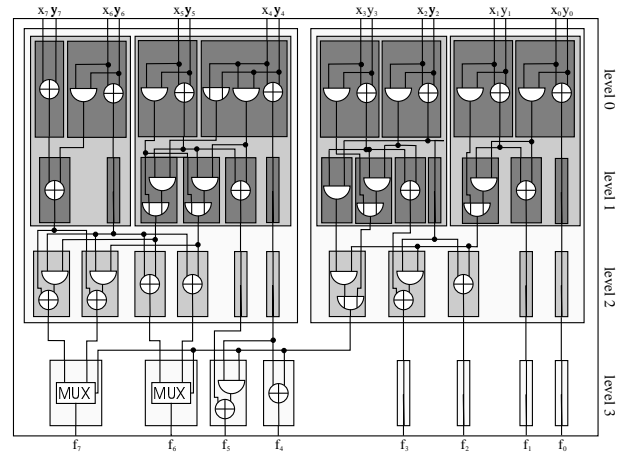 x₇ y₇ x₆ y₆ x₅ y₅ x₄ y₄ x₃ y₃ x₂ y₂ x₁ y₁ x₀ y₀
level 0
level 1
level 2
level 3
MUX MUX
f₇ f₆ f₅ f₄ f₃ f₂ f₁ f₀